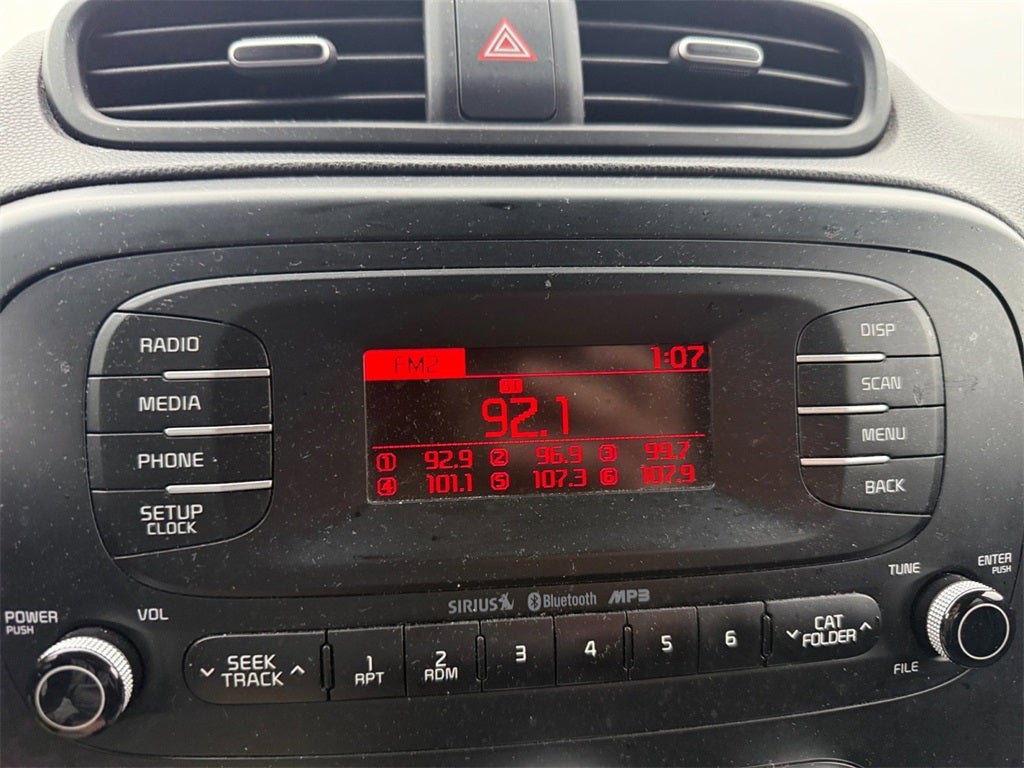 RADIO
MEDIA
PHONE
SETUP
CLOCK
FM2
1:07
ST
92.1
1 92.9 2 96.9 3 99.7
4 101.1 5 107.3 6 107.9
DISP
SCAN
MENU
BACK
POWER
PUSH
VOL
SIRIUS Bluetooth MP3
TUNE
ENTER
PUSH
SEEK
TRACK
1
RPT
2
RDM
3
4
5
6
CAT
FOLDER
FILE